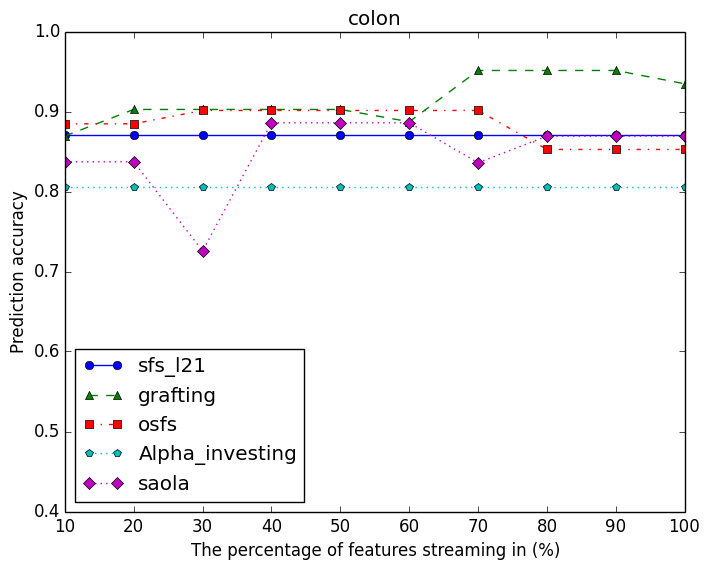 colon
1.0
0.9
0.8
0.7
0.6
0.5
0.4
Prediction accuracy
sfs_l21
grafting
osfs
Alpha_investing
saola
10 20 30 40 50 60 70 80 90 100
The percentage of features streaming in (%)